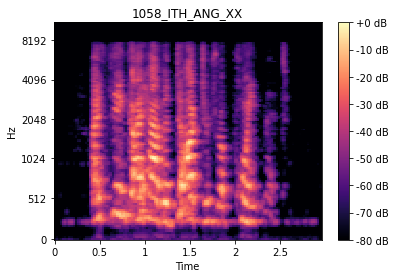 1058_ITH_ANG_XX
+0 dB
8192
-10 dB
4096
-20 dB
-30 dB
2048
Hz
-40 dB
1024
-50 dB
512
-60 dB
-70 dB
0
-80 dB
0 0.5 1 1.5 2 2.5
Time